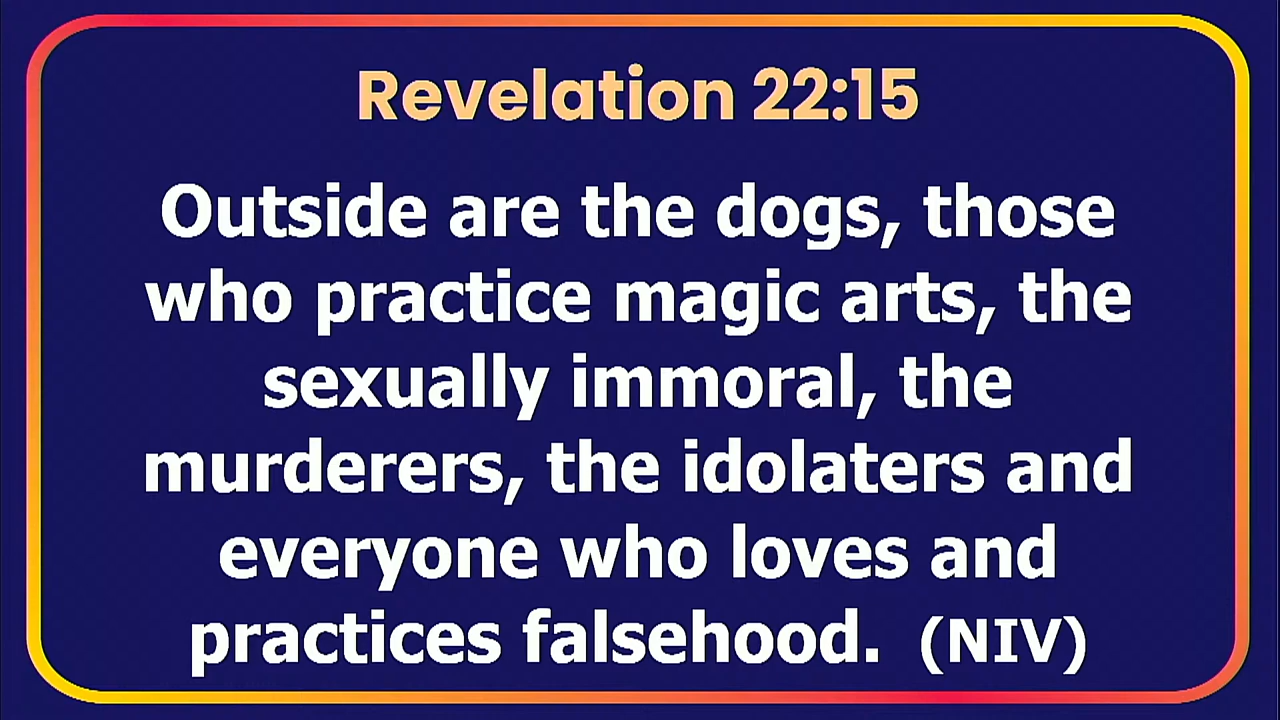 Revelation 22:15
Outside are the dogs, those
who practice magic arts, the
sexually immoral, the
murderers, the idolaters and
everyone who loves and
practices falsehood. (NIV)